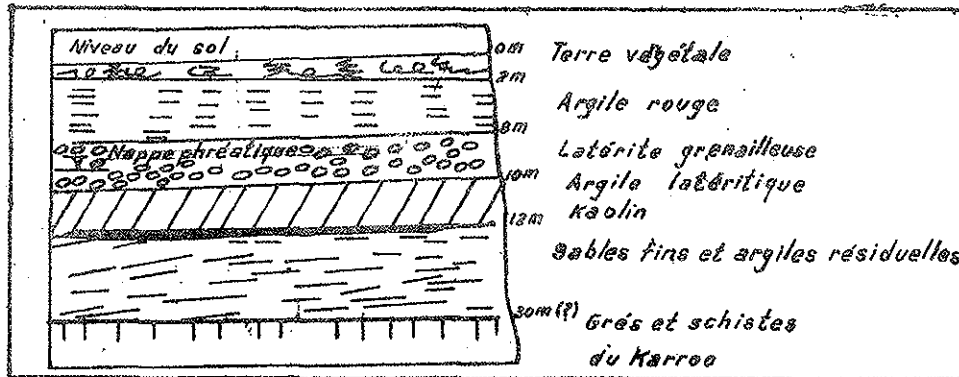 Niveau du sol
0m
Terre végétale
2m
Argile rouge
8m
Nappe phréatique
Latérite grenailleuse
10m
Argile latéritique
Kaolin
12m
Sables fins et argiles résiduelles
30m (?)
Grés et schistes
du Karroo